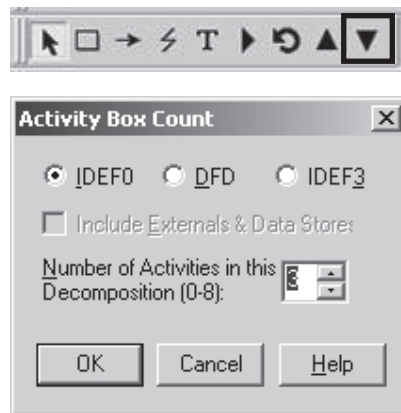 T
Activity Box Count
IDEF0 DFD IDEF3
Include Externals & Data Stores
Number of Activities in this
Decomposition (0-8):
OK Cancel Help